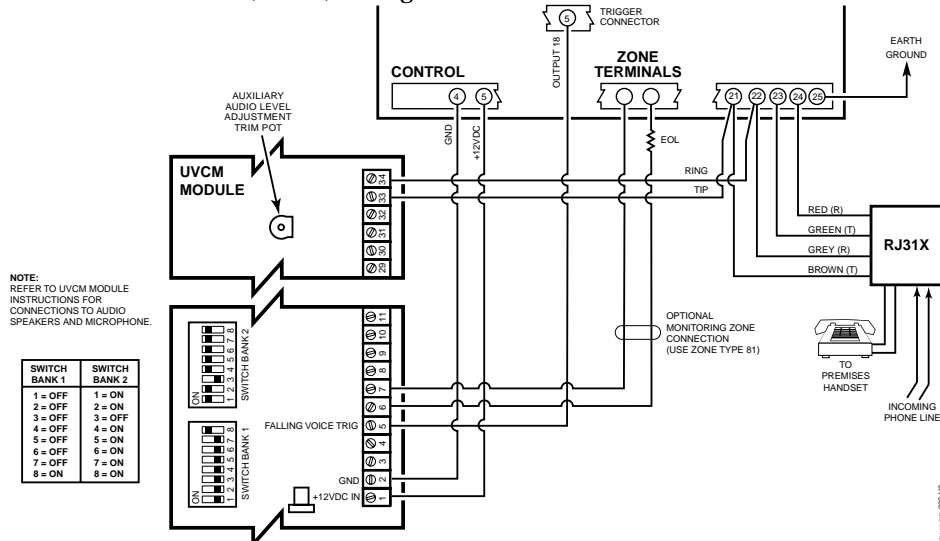 TRIGGER
CONNECTOR
5
OUTPUT 18
EARTH
GROUND
CONTROL
ZONE
TERMINALS
4
5
21
22
23
24
25
AUXILIARY
AUDIO LEVEL
ADJUSTMENT
TRIM POT
GND
+12VDC
EOL
UVCM
MODULE
34
33
32
31
30
29
RING
TIP
RED (R)
GREEN (T)
GREY (R)
BROWN (T)
RJ31X
NOTE:
REFER TO UVCM MODULE
INSTRUCTIONS FOR
CONNECTIONS TO AUDIO
SPEAKERS AND MICROPHONE.
SWITCH BANK 1
SWITCH BANK 2
1 = OFF 1 = ON
2 = OFF 2 = ON
3 = OFF 3 = OFF
4 = OFF 4 = ON
5 = OFF 5 = ON
6 = OFF 6 = ON
7 = OFF 7 = ON
8 = ON 8 = ON
ON
1 2 3 4 5 6 7 8
SWITCH BANK 2
ON
1 2 3 4 5 6 7 8
SWITCH BANK 1
11
10
9
8
7
6
5
4
3
2
1
FALLING VOICE TRIG
GND
+12VDC IN
OPTIONAL
MONITORING ZONE
CONNECTION
(USE ZONE TYPE 81)
TO
PREMISES
HANDSET
INCOMING
PHONE LINE